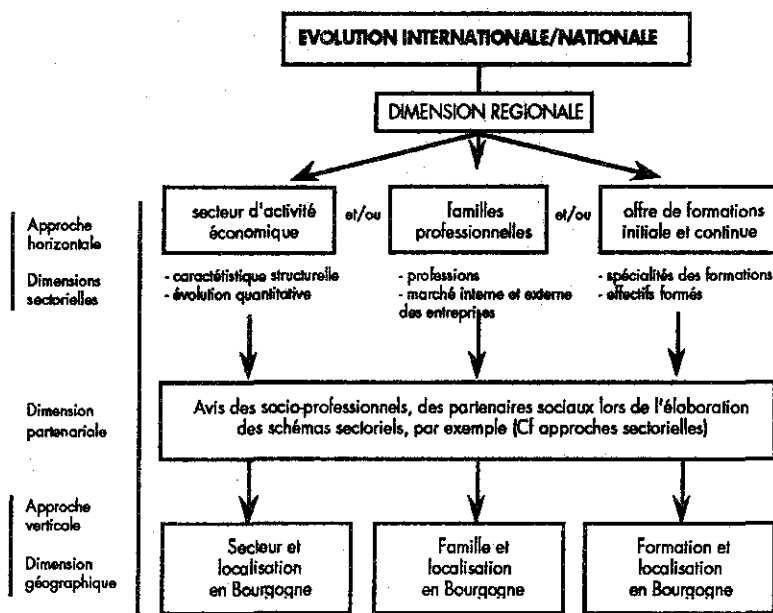 EVOLUTION INTERNATIONALE/NATIONALE
DIMENSION REGIONALE
Approche
horizontale
Dimensions
sectorielles
secteur d'activité
économique
et/ou
familles
professionnelles
et/ou
offre de formations
initiale et continue
- caractétistique structurelle
- évolution quantitative
- professions
- marché interne et externe
des entreprises
- spécialités des formations
- effectifs formés
Dimension
partenariale
Avis des socio-professionnels, des partenaires sociaux lors de l'élaboration
des schémas sectoriels, par exemple (Cf approches sectorielles)
Approche
verticale
Dimension
géographique
Secteur et
localisation
en Bourgogne
Famille et
localisation
en Bourgogne
Formation et
localisation
en Bourgogne